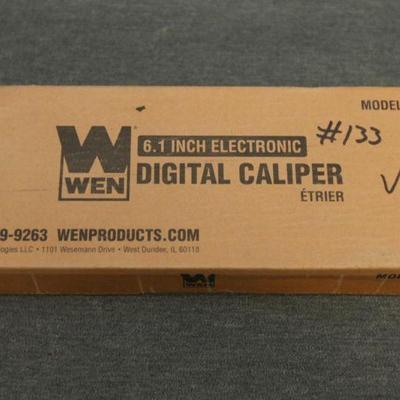 MODEL
#133
WEN
6.1 INCH ELECTRONIC
DIGITAL CALIPER
ÉTRIER
V
9-9263 WENPRODUCTS.COM
ogies LLC • 1101 Wesemann Drive • West Dundee, IL 60118
WEN
MOD